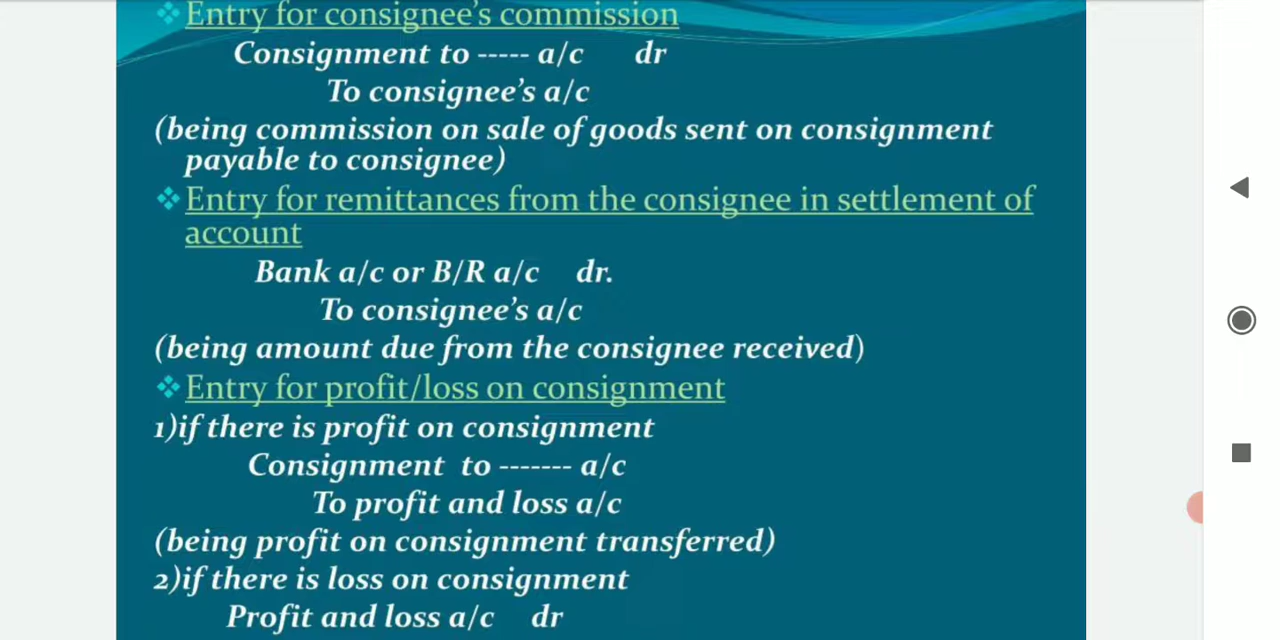 Entry for consignee's commission
Consignment to ----- a/c dr
To consignee's a/c
(being commission on sale of goods sent on consignment
payable to consignee)
Entry for remittances from the consignee in settlement of
account
Bank a/c or B/R a/c dr.
To consignee's a/c
(being amount due from the consignee received)
Entry for profit/loss on consignment
1)if there is profit on consignment
Consignment to ------- a/c
To profit and loss a/c
(being profit on consignment transferred)
2)if there is loss on consignment
Profit and loss a/c dr